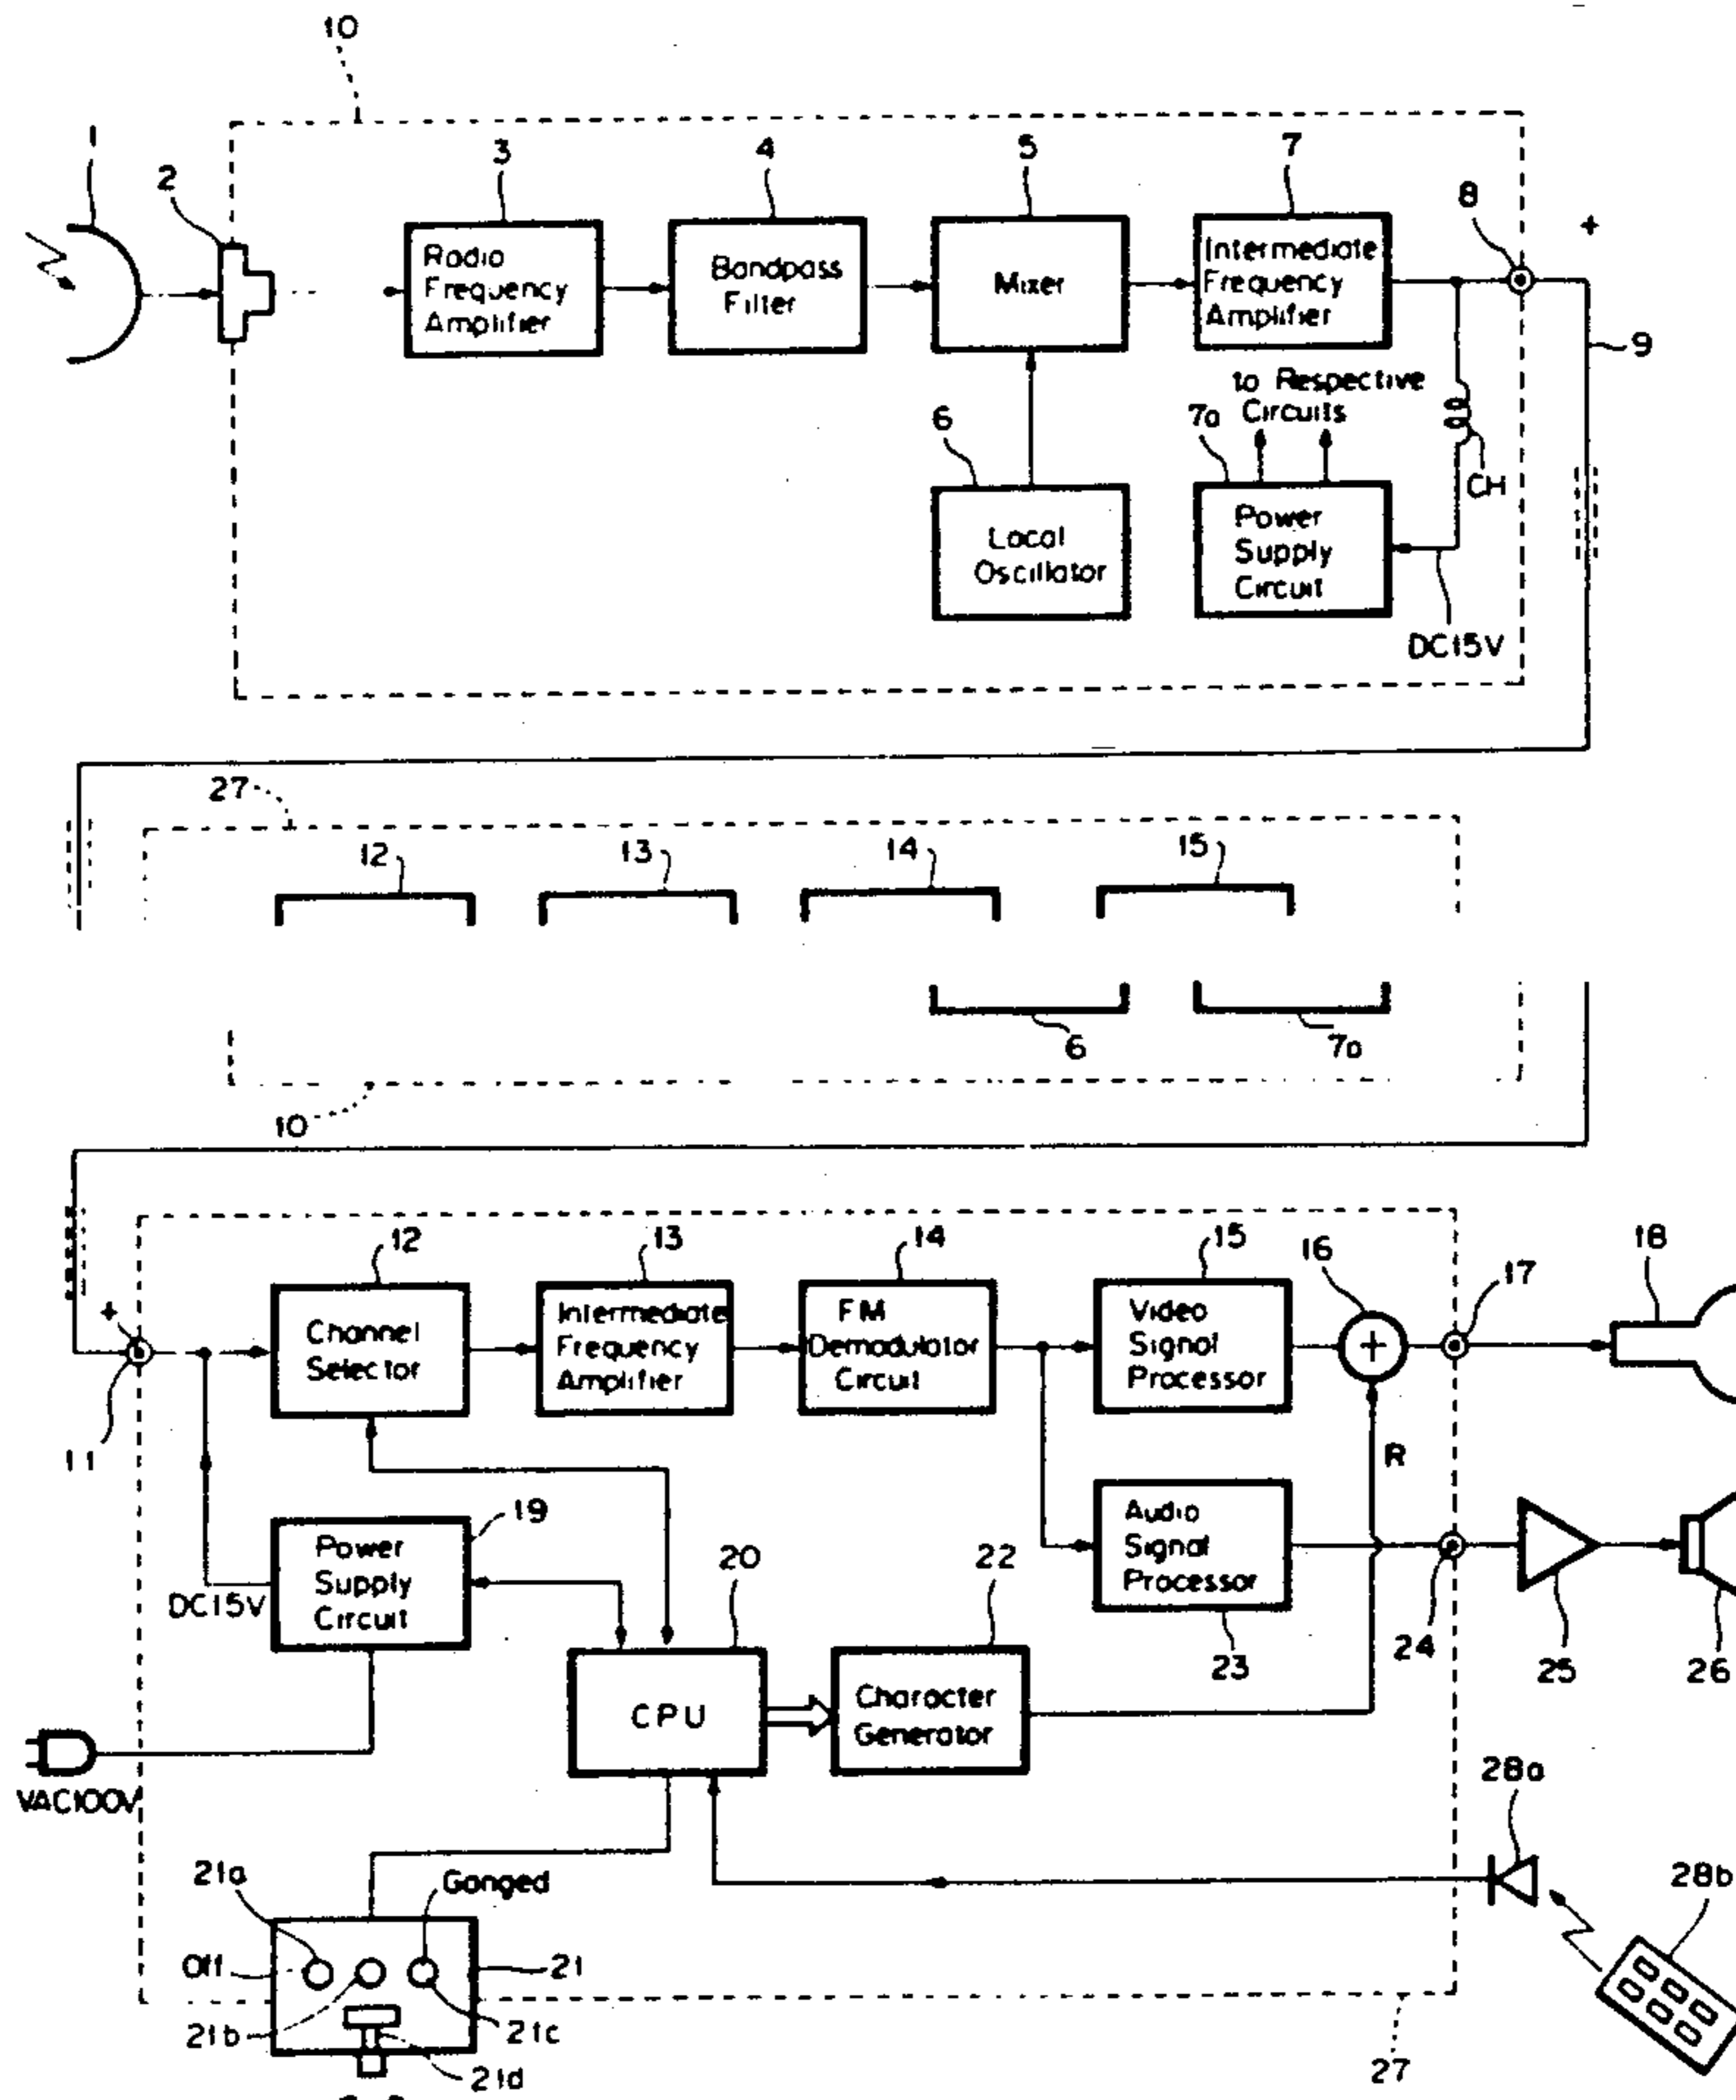 10
1
2
3
4
5
7
8
+
Radio
Frequency
Amplifier
Bandpass
Filter
Mixer
Intermediate
Frequency
Amplifier
9
to Respective
Circuits
7a
6
CH
Local
Oscillator
Power
Supply
Circuit
DC15V
27
12
13
14
15
6
7a
10
12
13
14
15
16
17
18
+
11
Channel
Selector
Intermediate
Frequency
Amplifier
FM
Demodulator
Circuit
Video
Signal
Processor
+
R
19
Power
Supply
Circuit
DC15V
20
22
Audio
Signal
Processor
23
24
25
26
CPU
Character
Generator
VAC100V
28a
28b
21a
Ganged
Off
21
21b
21c
21d
27